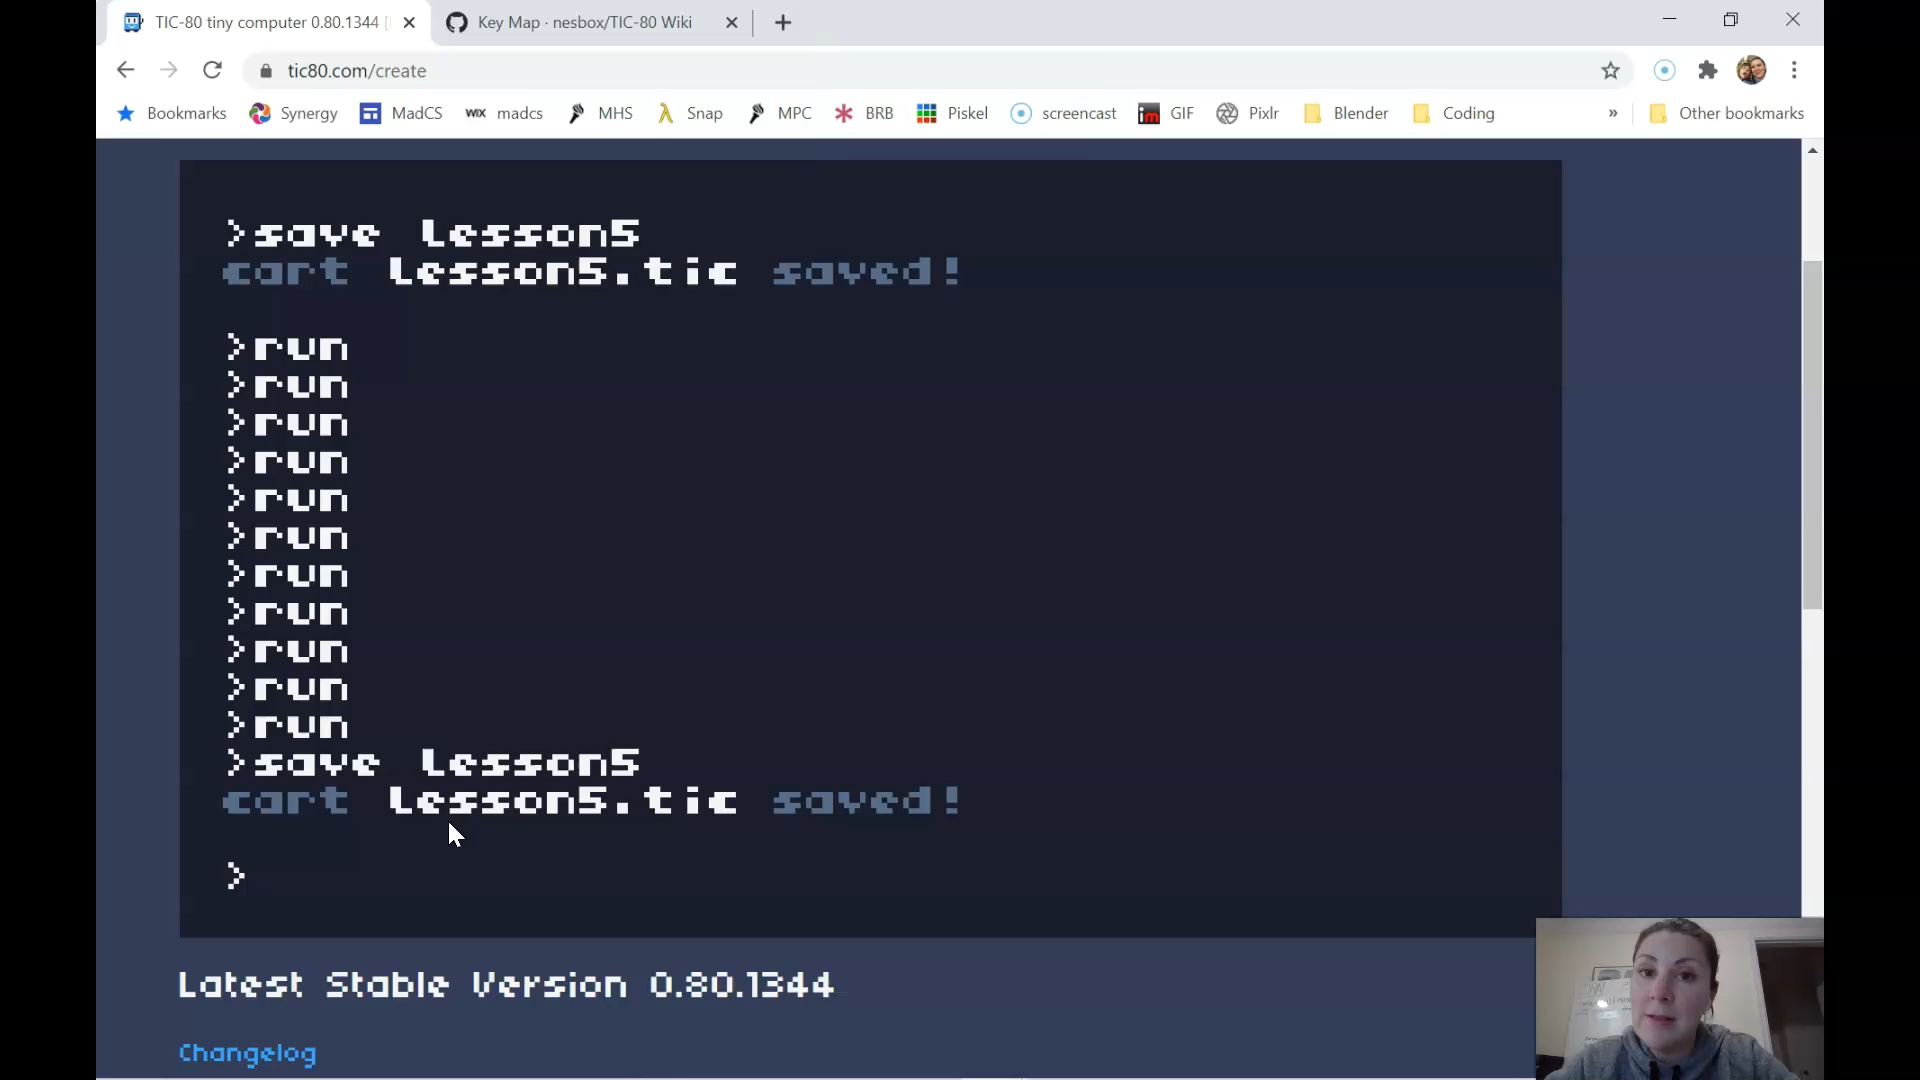 TIC-80 tiny computer 0.80.1344 [
Key Map · nesbox/TIC-80 Wiki
tic80.com/create
Bookmarks
Synergy
MadCS
WiX madcs
MHS
Snap
MPC
BRB
Piskel
screencast
im GIF
Pixlr
Blender
Coding
»
Other bookmarks
>save Lesson5
cart Lesson5.tic saved!
>run
>run
>run
>run
>run
>run
>run
>run
>run
>run
>run
>save Lesson5
cart Lesson5.tic saved!
>
Latest Stable Version 0.80.1344
Changelog